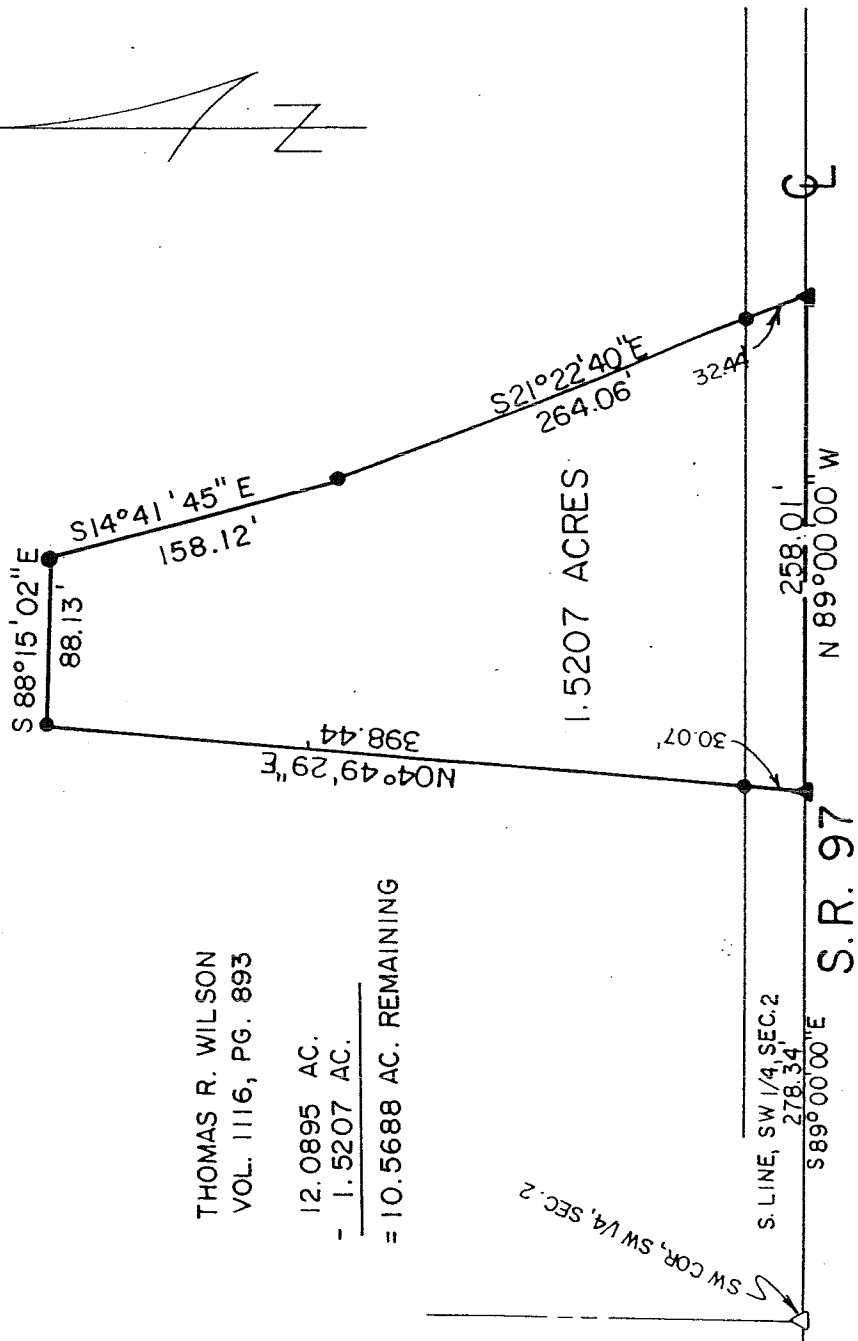 N
THOMAS R. WILSON
VOL. 1116, PG. 893
12.0895 AC.
- 1.5207 AC.
= 10.5688 AC. REMAINING
S 88°15'02"E
88.13'
S14°41'45" E
158.12'
S21°22'40"E
264.06'
32.44'
N04°49'29"E
398.44'
1.5207 ACRES
30.07'
258.01'
N 89°00'00" W
CL
SW COR, SW 1/4, SEC. 2
S. LINE, SW 1/4, SEC. 2
278.34'
S 89°00'00"E
S.R. 97